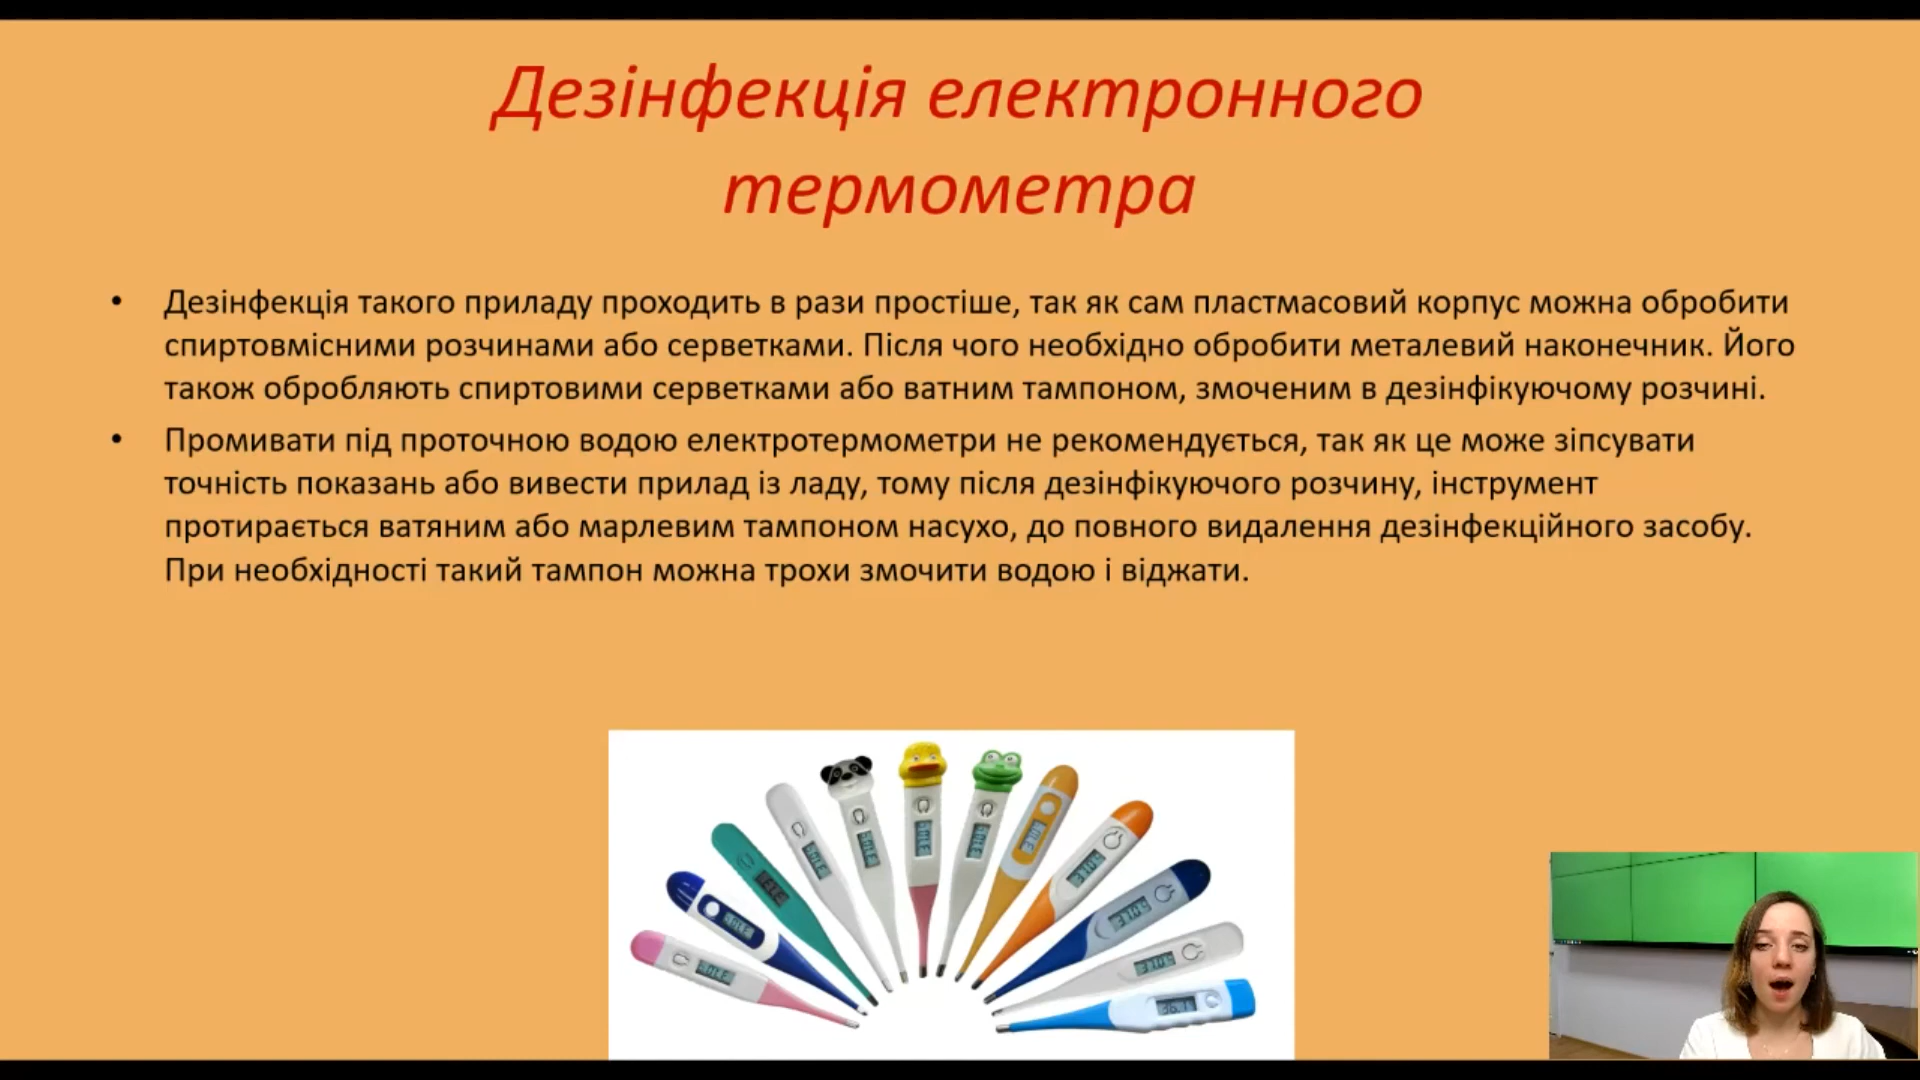 Дезінфекція електронного
термометра
• Дезінфекція такого приладу проходить в рази простіше, так як сам пластмасовий корпус можна обробити
спиртовмісними розчинами або серветками. Після чого необхідно обробити металевий наконечник. Його
також обробляють спиртовими серветками або ватним тампоном, змоченим в дезінфікуючому розчині.
• Промивати під проточною водою електротермометри не рекомендується, так як це може зіпсувати
точність показань або вивести прилад із ладу, тому після дезінфікуючого розчину, інструмент
протирається ватяним або марлевим тампоном насухо, до повного видалення дезінфекційного засобу.
При необхідності такий тампон можна трохи змочити водою і віджати.